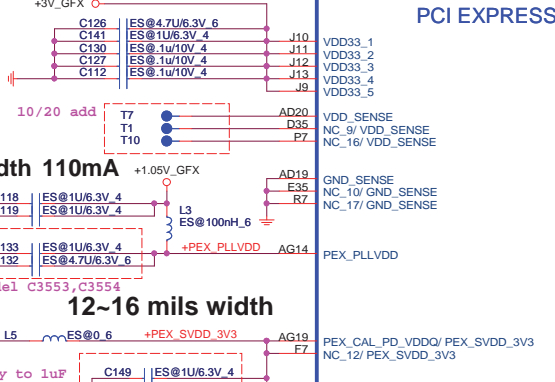 +3V_GFX
PCI EXPRESS
C126 ES@4.7U/6.3V_6
C141 ES@1U/6.3V_4
C130 ES@.1u/10V_4
C127 ES@.1u/10V_4
C112 ES@.1u/10V_4
J10 VDD33_1
J11 VDD33_2
J12 VDD33_3
J13 VDD33_4
J9 VDD33_5
10/20 add
T7
T1
T10
AD20 VDD_SENSE
D35 NC_9/ VDD_SENSE
P7 NC_16/ VDD_SENSE
dth 110mA
+1.05V_GFX
AD19 GND_SENSE
E35 NC_10/ GND_SENSE
R7 NC_17/ GND_SENSE
118 ES@1U/6.3V_4
119 ES@1U/6.3V_4
L3
ES@100nH_6
133 ES@1U/6.3V_4
132 ES@4.7U/6.3V_6
+PEX_PLLVDD AG14 PEX_PLLVDD
del C3553,C3554
12~16 mils width
L5 ES@0_6 +PEX_SVDD_3V3 AG19 PEX_CAL_PD_VDDQ/ PEX_SVDD_3V3
F7 NC_12/ PEX_SVDD_3V3
y to 1uF
C149 ES@1U/6.3V_4